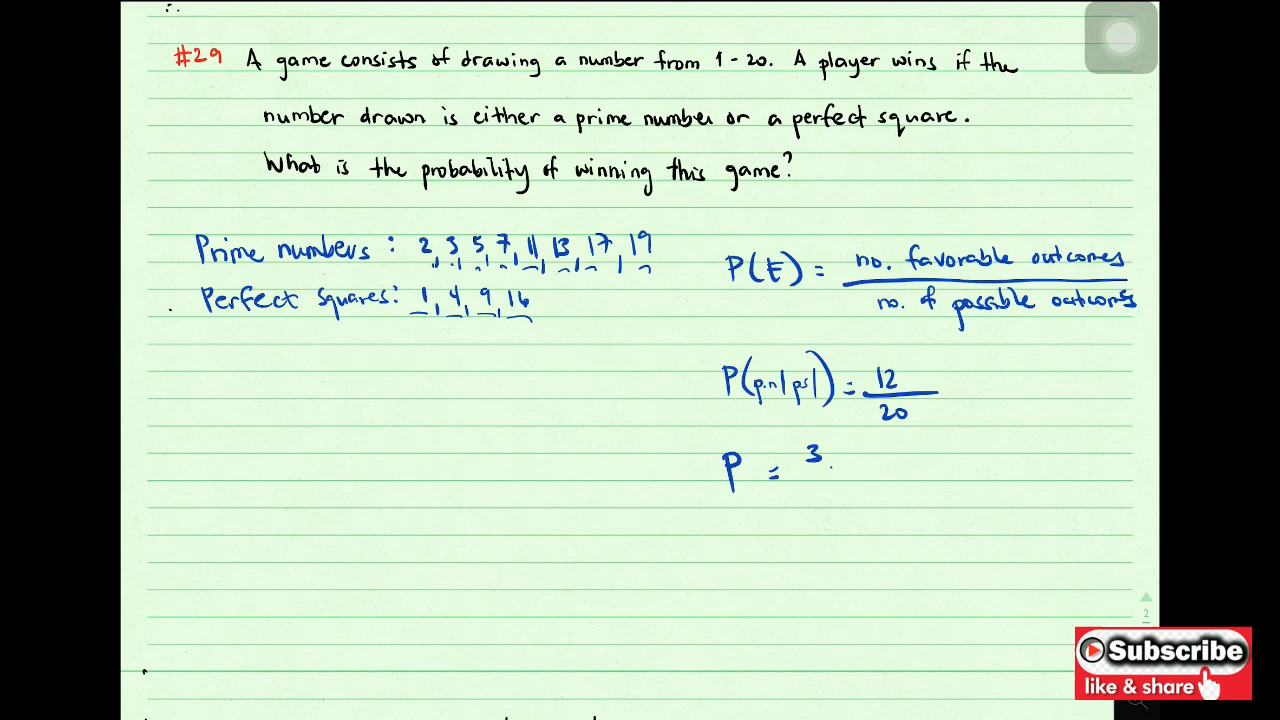 #29 A game consists of drawing a number from 1-20. A player wins if the
number drawn is either a prime number or a perfect square.
What is the probability of winning this game?
Prime numbers : 2, 3, 5, 7, 11, 13, 17, 19
Perfect squares: 1, 4, 9, 16
P(E) = no. favorable outcomes
no. of possible outcomes
P(p.n| ps|) = 12
20
P = 3
2
Subscribe
like & share